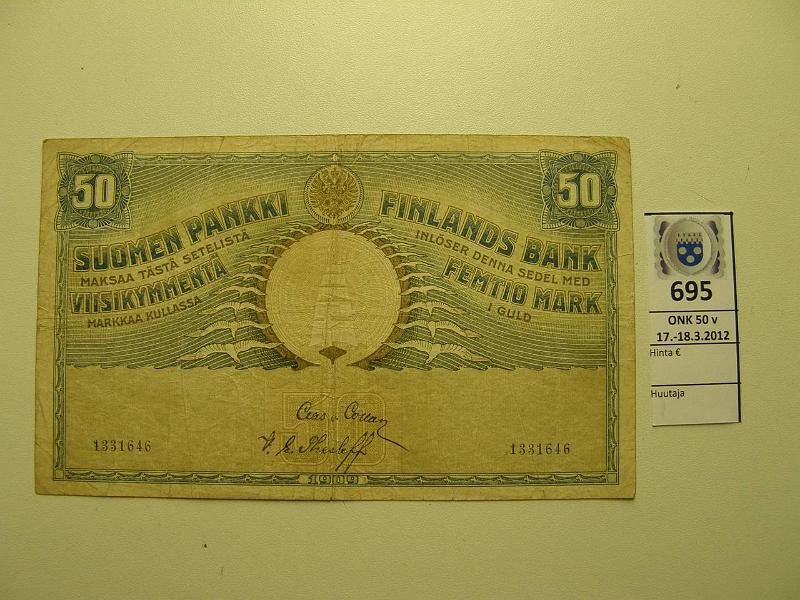 50
50
SUOMEN PANKKI
MAKSAA TÄSTÄ SETELISTÄ
VIISIKYMMENTÄ
MARKKAA KULLASSA
FINLANDS BANK
INLÖSER DENNA SEDEL MED
FEMTIO MARK
I GULD
50
1331646
1331646
1909
695
ONK 50 v
17.-18.3.2012
Hinta €
Huutaja